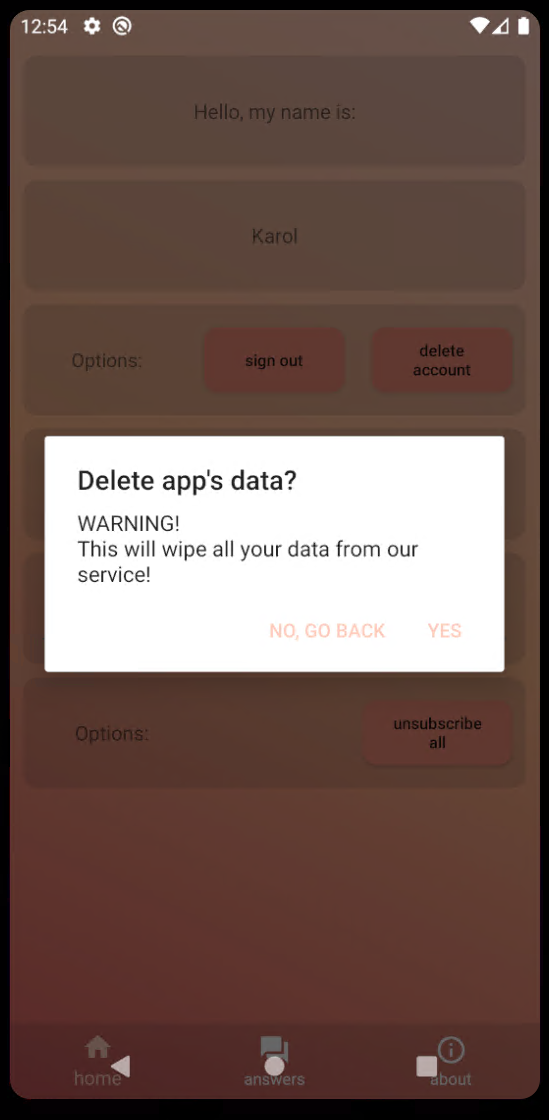 12:54
Hello, my name is:
Karol
Options:
sign out
delete
account
Delete app's data?
WARNING!
This will wipe all your data from our
service!
NO, GO BACK
YES
Options:
unsubscribe
all
home
answers
about